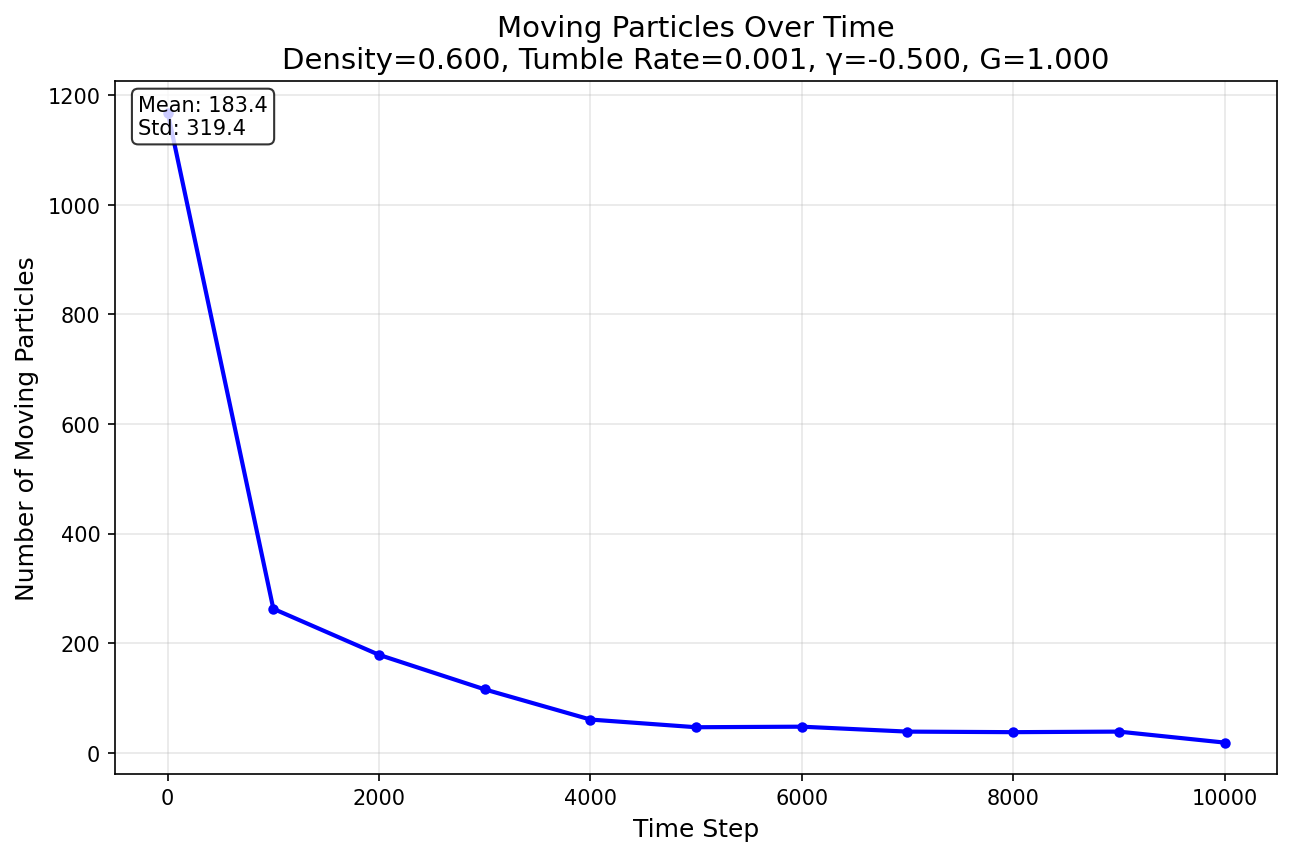 Moving Particles Over Time
Density=0.600, Tumble Rate=0.001, γ=-0.500, G=1.000
Mean: 183.4
Std: 319.4
1200
1000
800
600
400
200
0
Number of Moving Particles
0 2000 4000 6000 8000 10000
Time Step